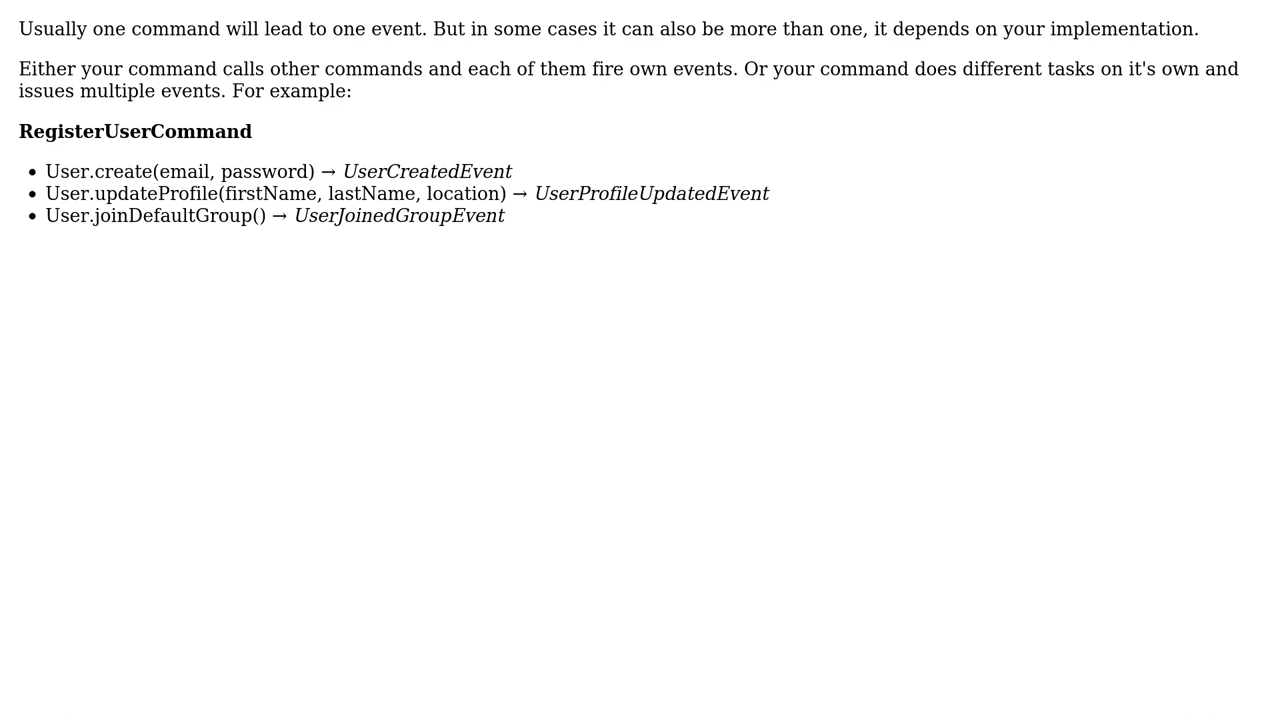 Usually one command will lead to one event. But in some cases it can also be more than one, it depends on your implementation.
Either your command calls other commands and each of them fire own events. Or your command does different tasks on it's own and
issues multiple events. For example:
RegisterUserCommand
• User.create(email, password) → UserCreatedEvent
• User.updateProfile(firstName, lastName, location) → UserProfileUpdatedEvent
• User.joinDefaultGroup() → UserJoinedGroupEvent